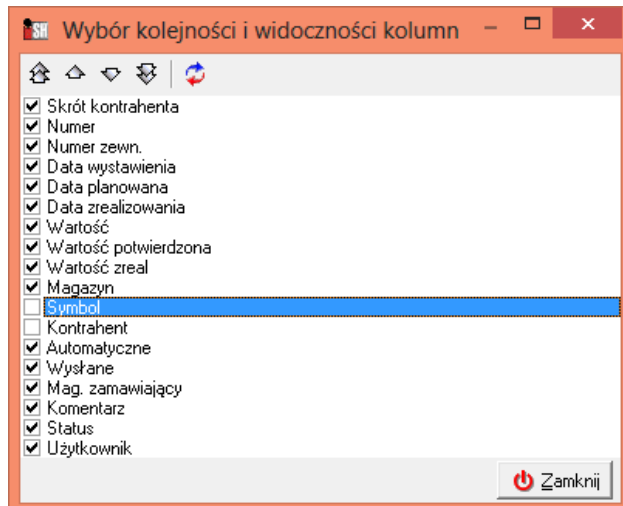 SH Wybór kolejności i widoczności kolumn
Skrót kontrahenta
Numer
Numer zewn.
Data wystawienia
Data planowana
Data zrealizowania
Wartość
Wartość potwierdzona
Wartość zreal
Magazyn
Symbol
Kontrahent
Automatyczne
Wysłane
Mag. zamawiający
Komentarz
Status
Użytkownik
Zamknij